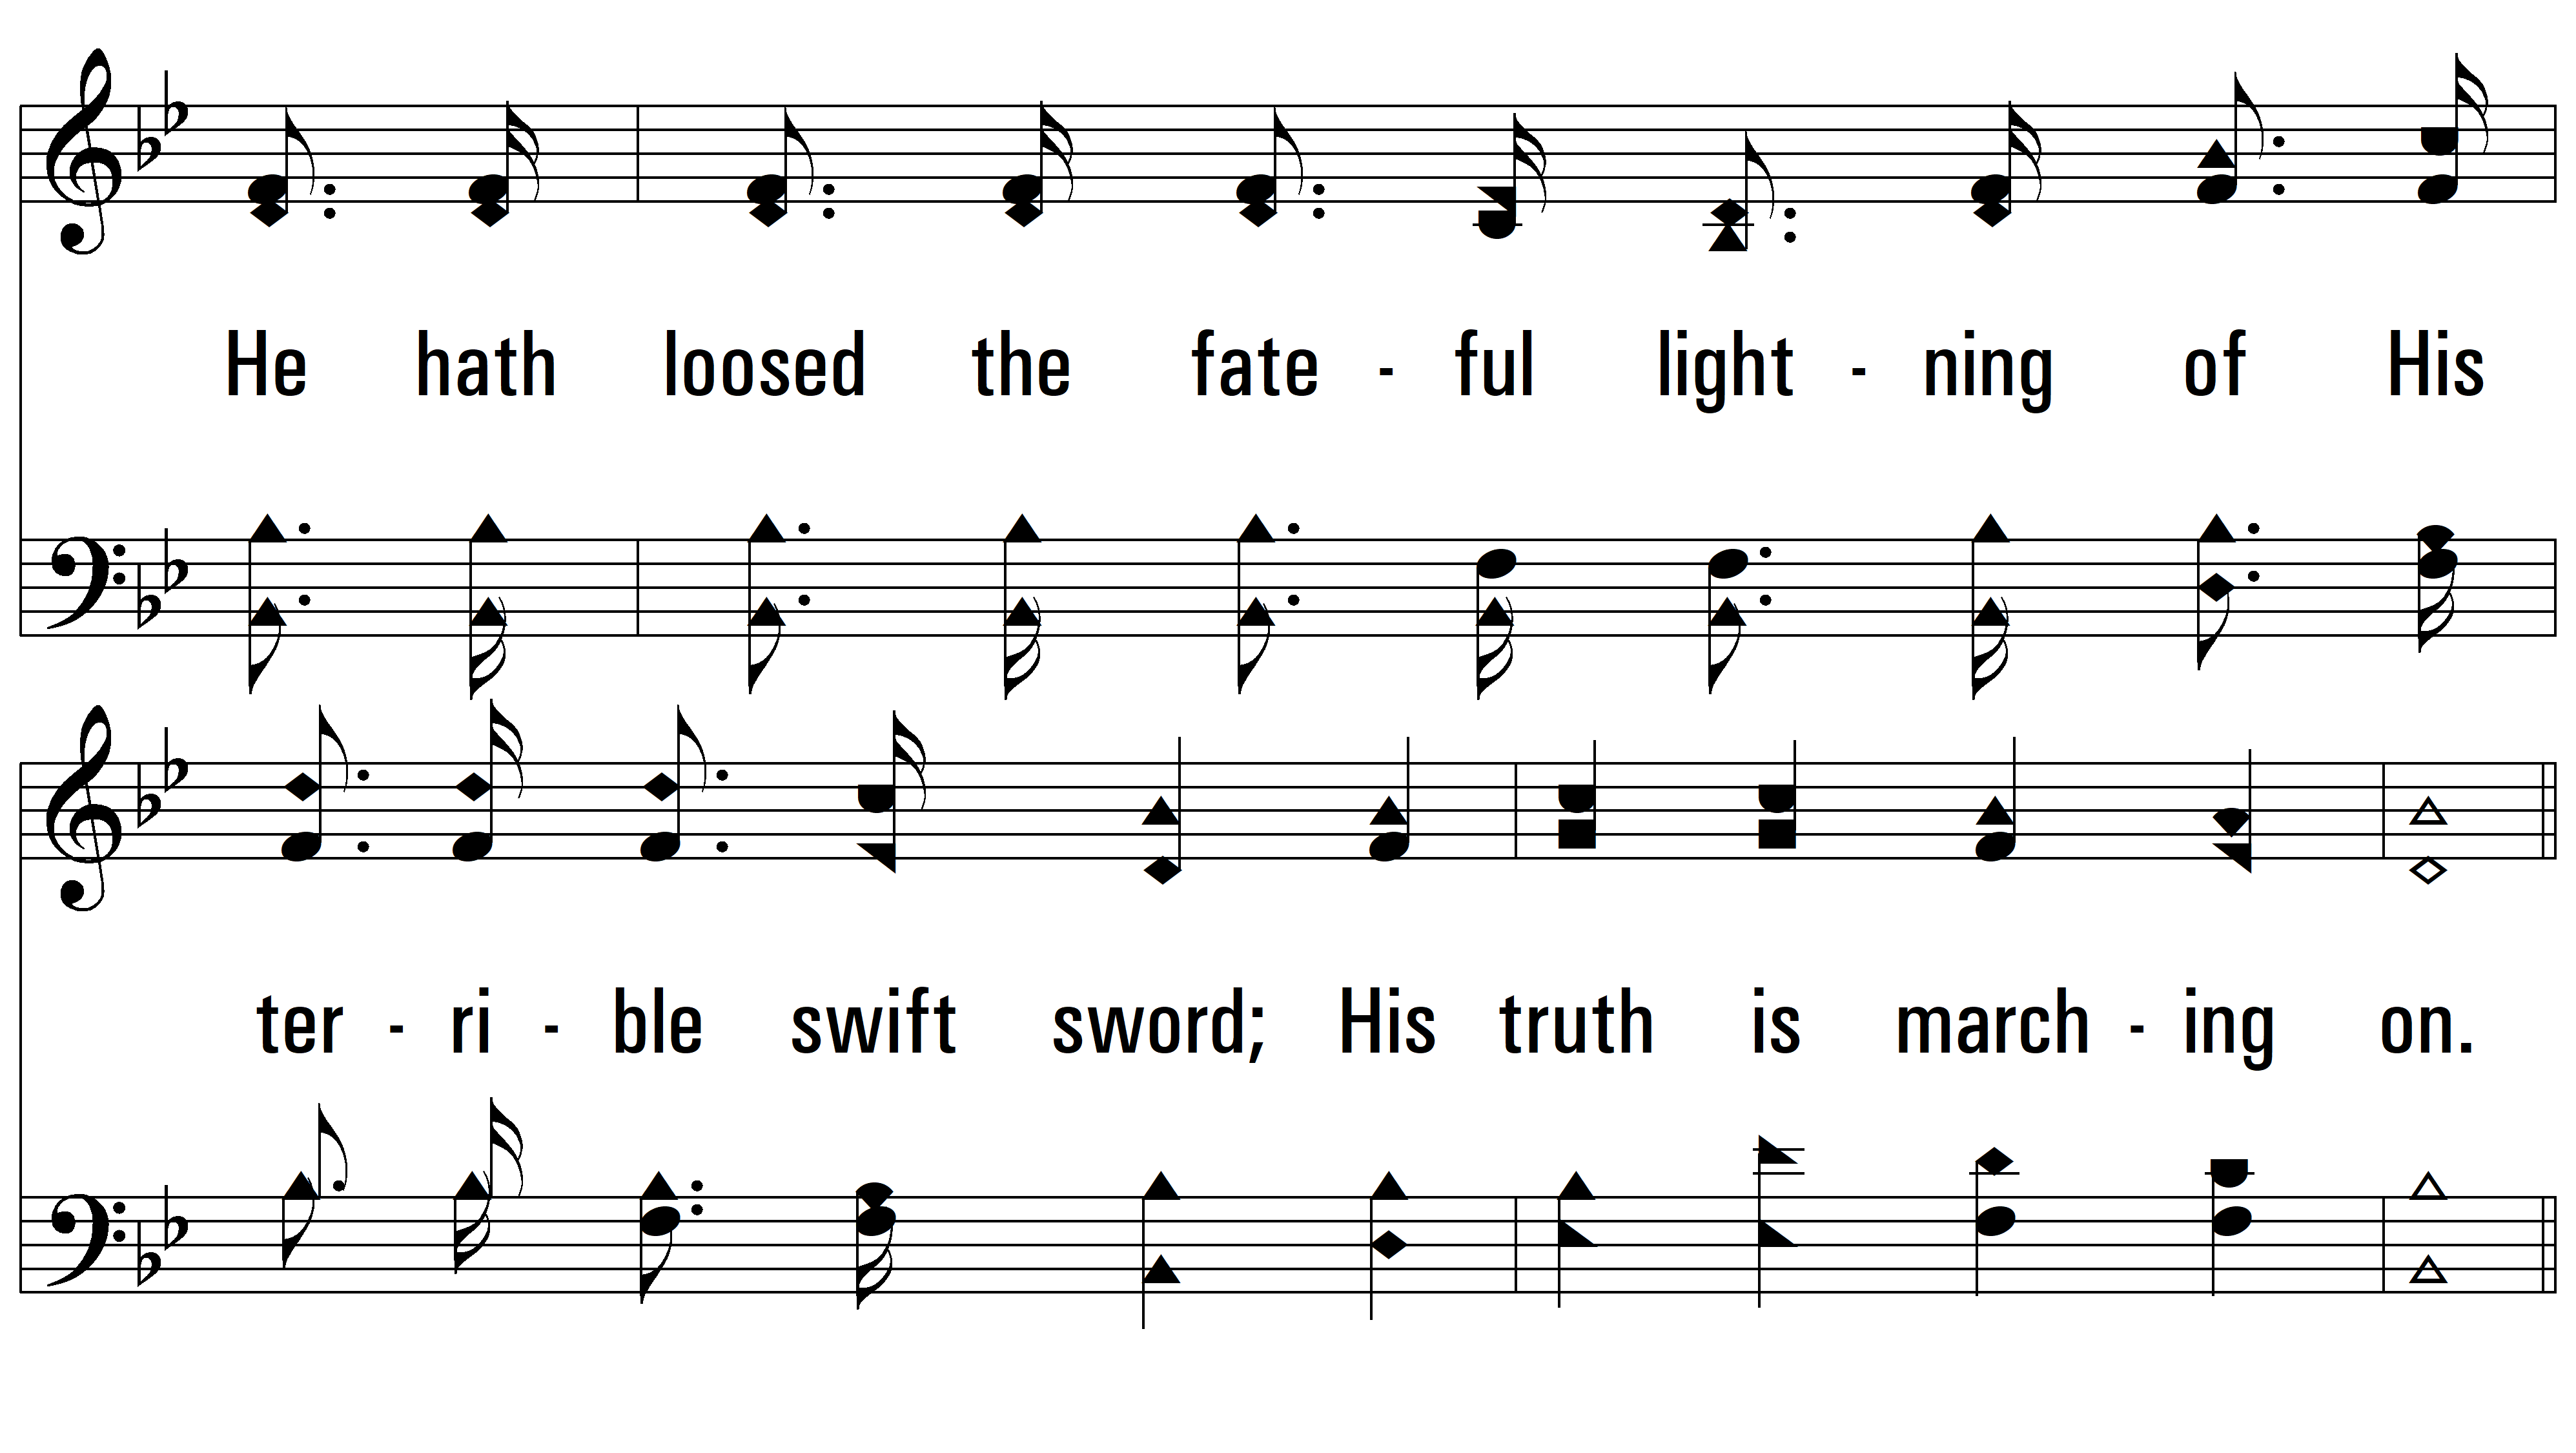 He hath loosed the fate - ful light - ning of His
ter - ri - ble swift sword; His truth is march - ing on.